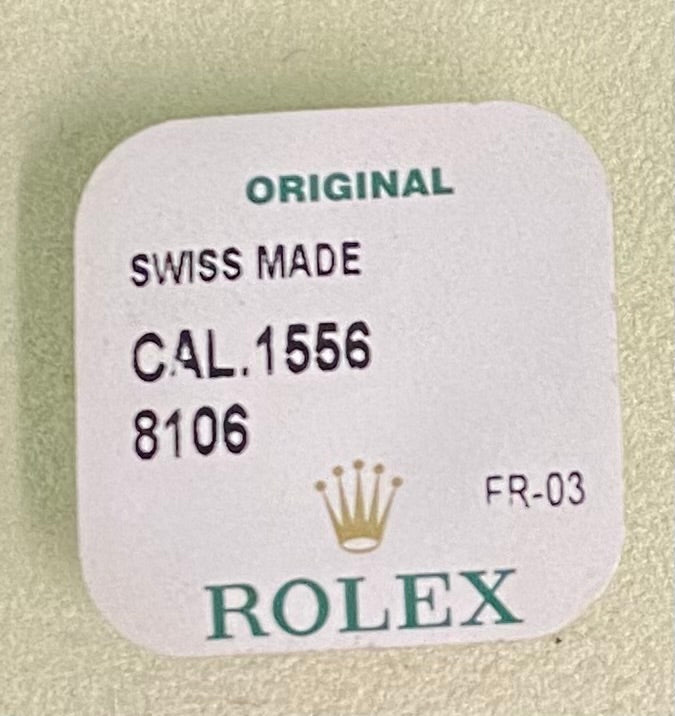 ORIGINAL
SWISS MADE
CAL.1556
8106
FR-03
ROLEX